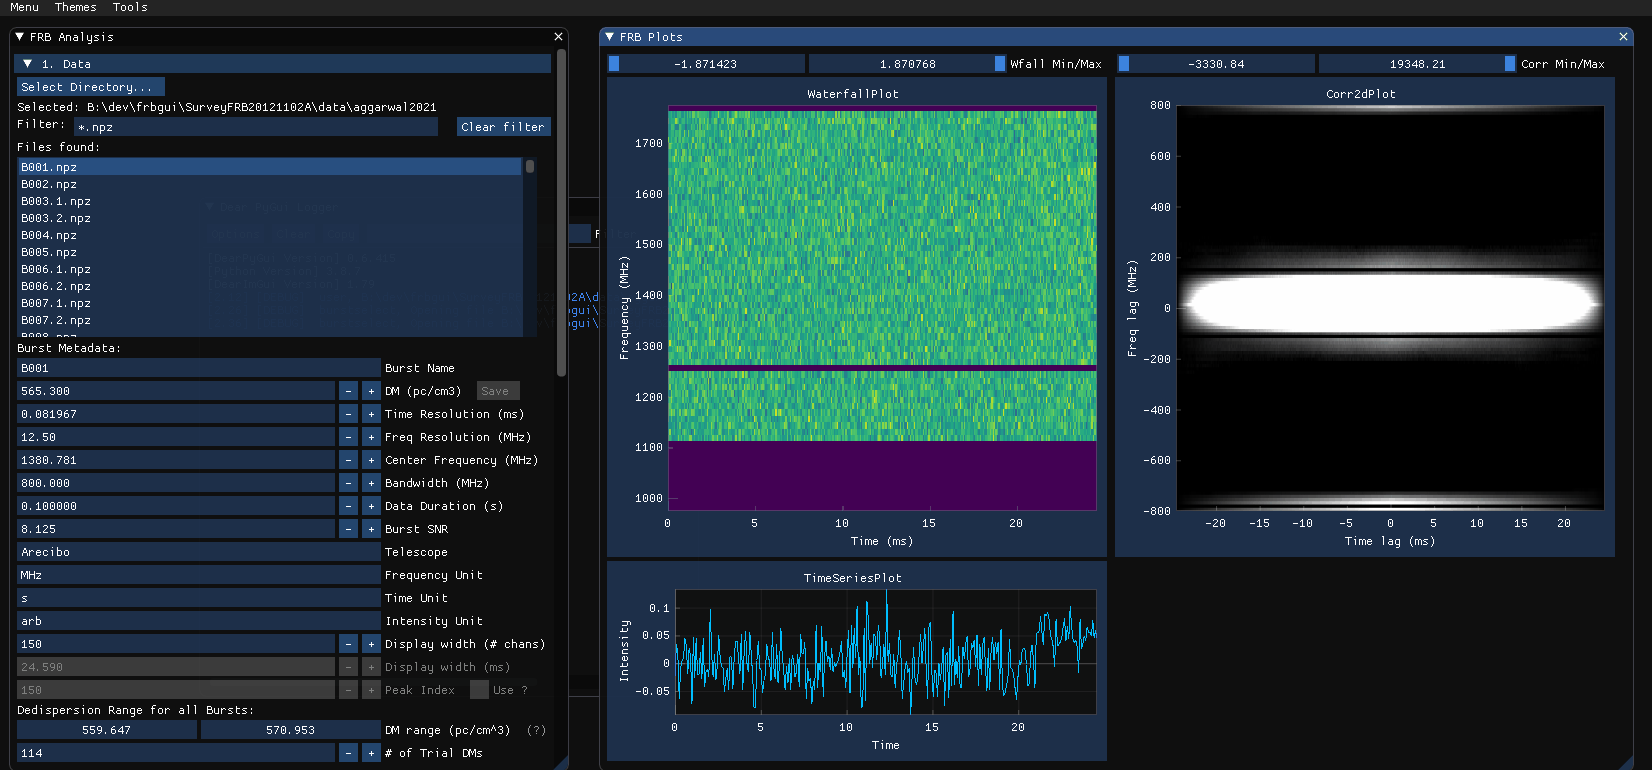 Menu Themes Tools
FRB Analysis
1. Data
Select Directory...
Selected: B:\dev\frbgui\SurveyFRB20121102A\data\aggarwal2021
Filter: *.npz Clear filter
Files found:
B001.npz
B002.npz
B003.1.npz
B003.2.npz
B004.npz
B005.npz
B006.1.npz
B006.2.npz
B007.1.npz
B007.2.npz
Burst Metadata:
B001 Burst Name
565.300 - + DM (pc/cm3) Save
0.081967 - + Time Resolution (ms)
12.50 - + Freq Resolution (MHz)
1380.781 - + Center Frequency (MHz)
800.000 - + Bandwidth (MHz)
0.100000 - + Data Duration (s)
8.125 - + Burst SNR
Arecibo Telescope
MHz Frequency Unit
s Time Unit
arb Intensity Unit
150 - + Display width (# chans)
24.590 - + Display width (ms)
150 - + Peak Index Use ?
Dedispersion Range for all Bursts:
559.647 570.953 DM range (pc/cm^3) (?)
114 - + # of Trial DMs
FRB Plots
-1.871423 1.870768 Wfall Min/Max
-3330.84 19348.21 Corr Min/Max
WaterfallPlot
Frequency (MHz)
1700
1600
1500
1400
1300
1200
1100
1000
0 5 10 15 20
Time (ms)
Corr2dPlot
Freq lag (MHz)
800
600
400
200
0
-200
-400
-600
-800
-20 -15 -10 -5 0 5 10 15 20
Time lag (ms)
TimeSeriesPlot
Intensity
0.1
0.05
0
-0.05
0 5 10 15 20
Time